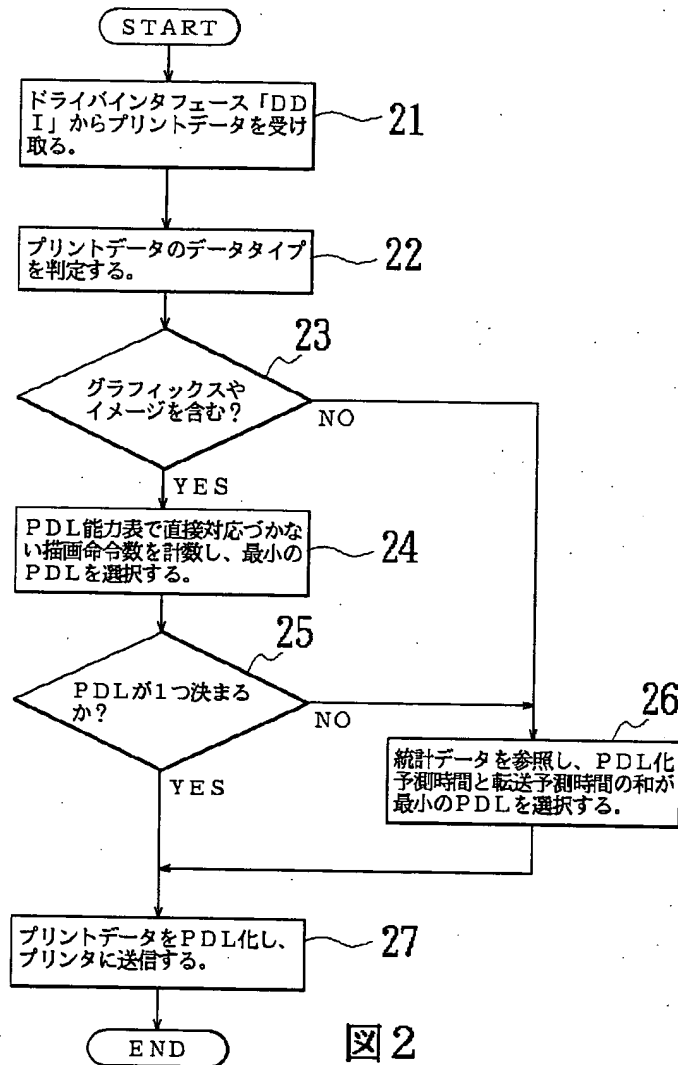 START
ドライバインタフェース「DD
I」からプリントデータを受け
取る。
21
プリントデータのデータタイプ
を判定する。
22
23
グラフィックスや
イメージを含む？
NO
YES
PDL能力表で直接対応づかな
い描画命令数を計数し、最小の
PDLを選択する。
24
25
PDLが1つ決まる
か？
NO
YES
26
統計データを参照し、PDL化
予測時間と転送予測時間の和が
最小のPDLを選択する。
プリントデータをPDL化し、
プリンタに送信する。
27
END
図2